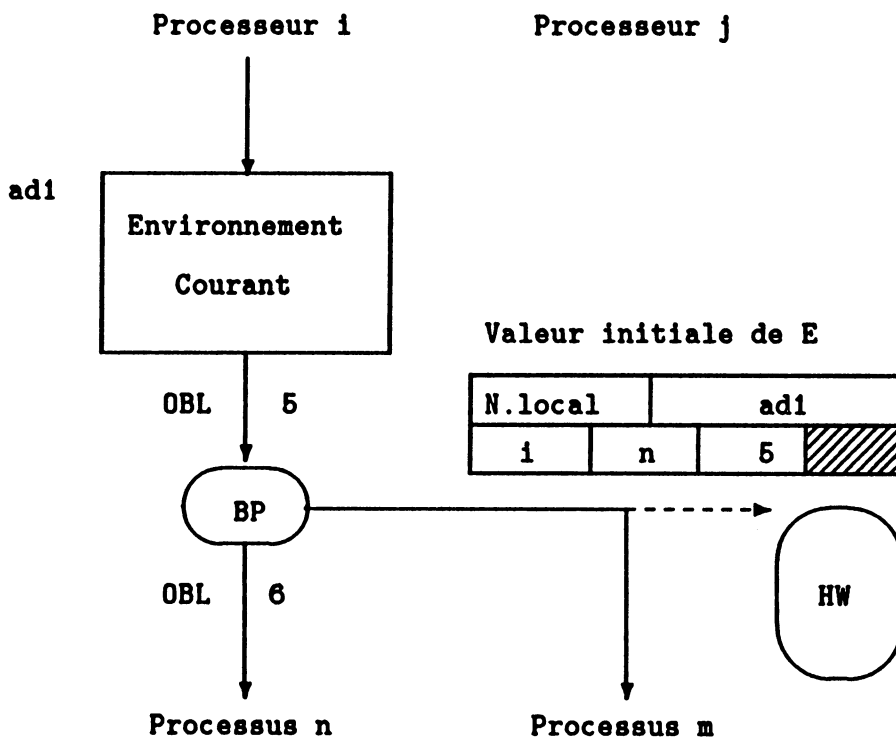 Processeur i Processeur j
ad1
Environnement
Courant
Valeur initiale de E
OBL 5
N.local ad1
i n 5
BP
OBL 6
HW
Processus n Processus m